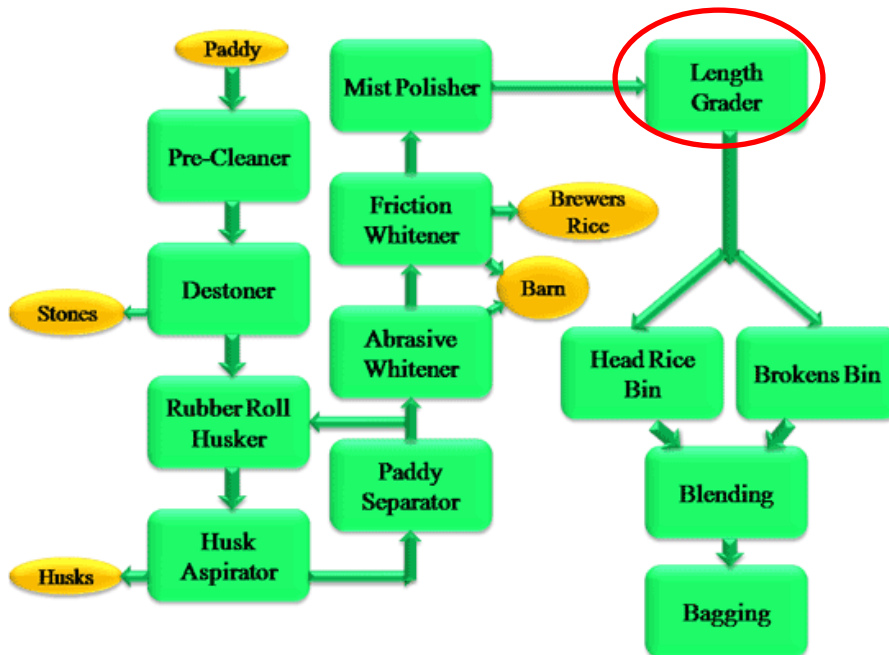 Paddy
Pre-Cleaner
Destoner
Stones
Rubber Roll
Husker
Husk
Aspirator
Husks
Paddy
Separator
Abrasive
Whitener
Barn
Friction
Whitener
Brewers
Rice
Mist Polisher
Length
Grader
Head Rice
Bin
Brokens Bin
Blending
Bagging